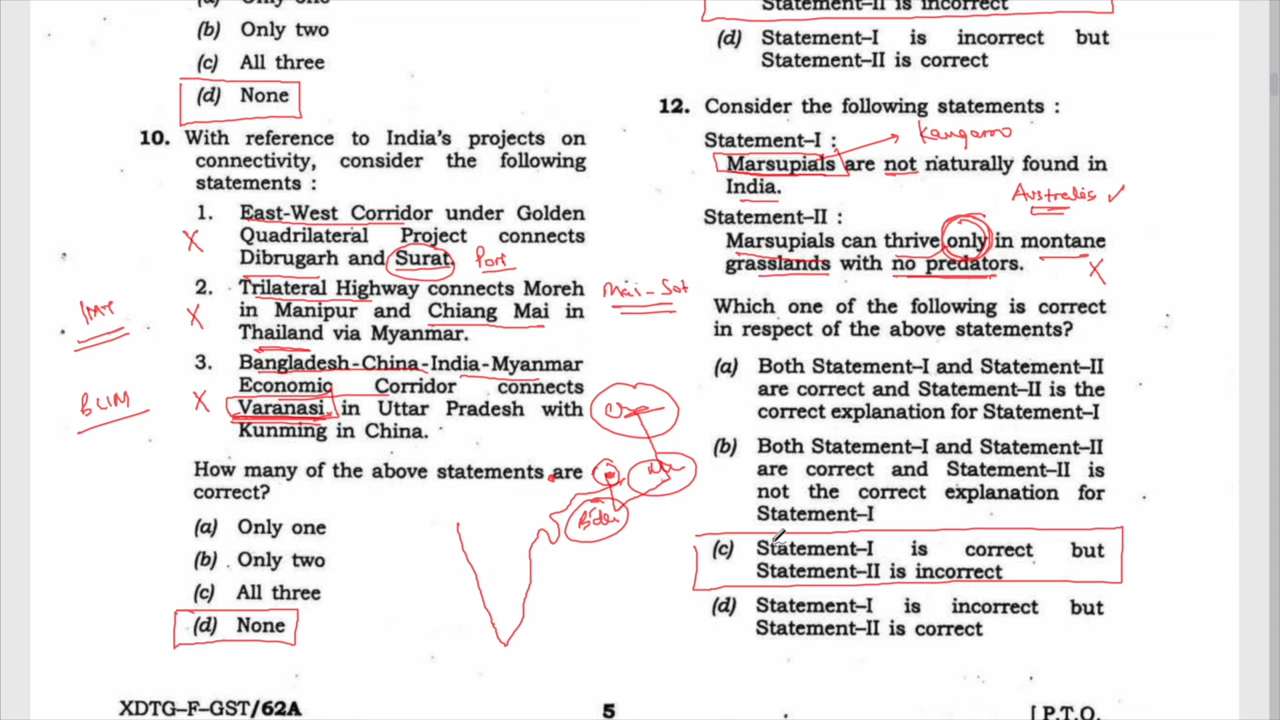 (a) Only one
(b) Only two
(c) All three
(d) None
10. With reference to India's projects on
connectivity, consider the following
statements :
1. East-West Corridor under Golden
Quadrilateral Project connects
Dibrugarh and Surat.
Port
2. Trilateral Highway connects Moreh
in Manipur and Chiang Mai in
Thailand via Myanmar.
Mai-Sot
IMT
3. Bangladesh-China-India-Myanmar
Economic Corridor connects
Varanasi in Uttar Pradesh with
Kunming in China.
BCIM
How many of the above statements are
correct?
(a) Only one
(b) Only two
(c) All three
(d) None
XDTG-F-GST/62A
5
Statement-II is incorrect
(d) Statement-I is incorrect but
Statement-II is correct
12. Consider the following statements :
Statement-I :
Kangaroo
Marsupials are not naturally found in
India.
Australia
Statement-II :
Marsupials can thrive only in montane
grasslands with no predators.
Which one of the following is correct
in respect of the above statements?
(a) Both Statement-I and Statement-II
are correct and Statement-II is the
correct explanation for Statement-I
(b) Both Statement-I and Statement-II
are correct and Statement-II is
not the correct explanation for
Statement-I
(c) Statement-I is correct but
Statement-II is incorrect
(d) Statement-I is incorrect but
Statement-II is correct
[ P.T.O.